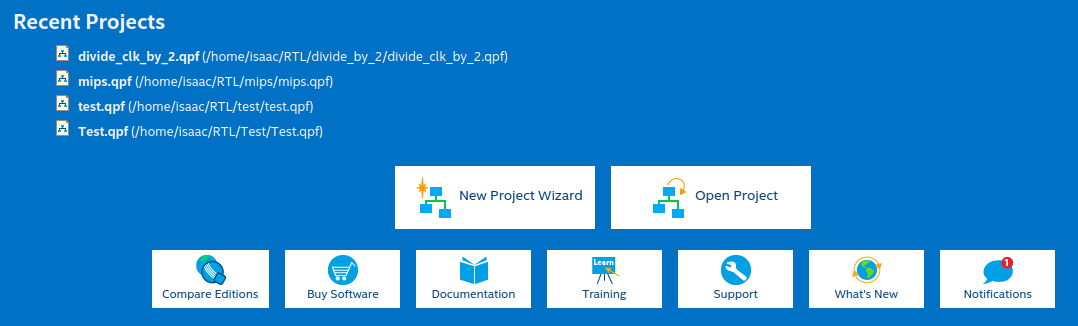 Recent Projects
divide_clk_by_2.qpf (/home/isaac/RTL/divide_by_2/divide_clk_by_2.qpf)
mips.qpf (/home/isaac/RTL/mips/mips.qpf)
test.qpf (/home/isaac/RTL/test/test.qpf)
Test.qpf (/home/isaac/RTL/Test/Test.qpf)
New Project Wizard
Open Project
Learn
1
Compare Editions
Buy Software
Documentation
Training
Support
What's New
Notifications